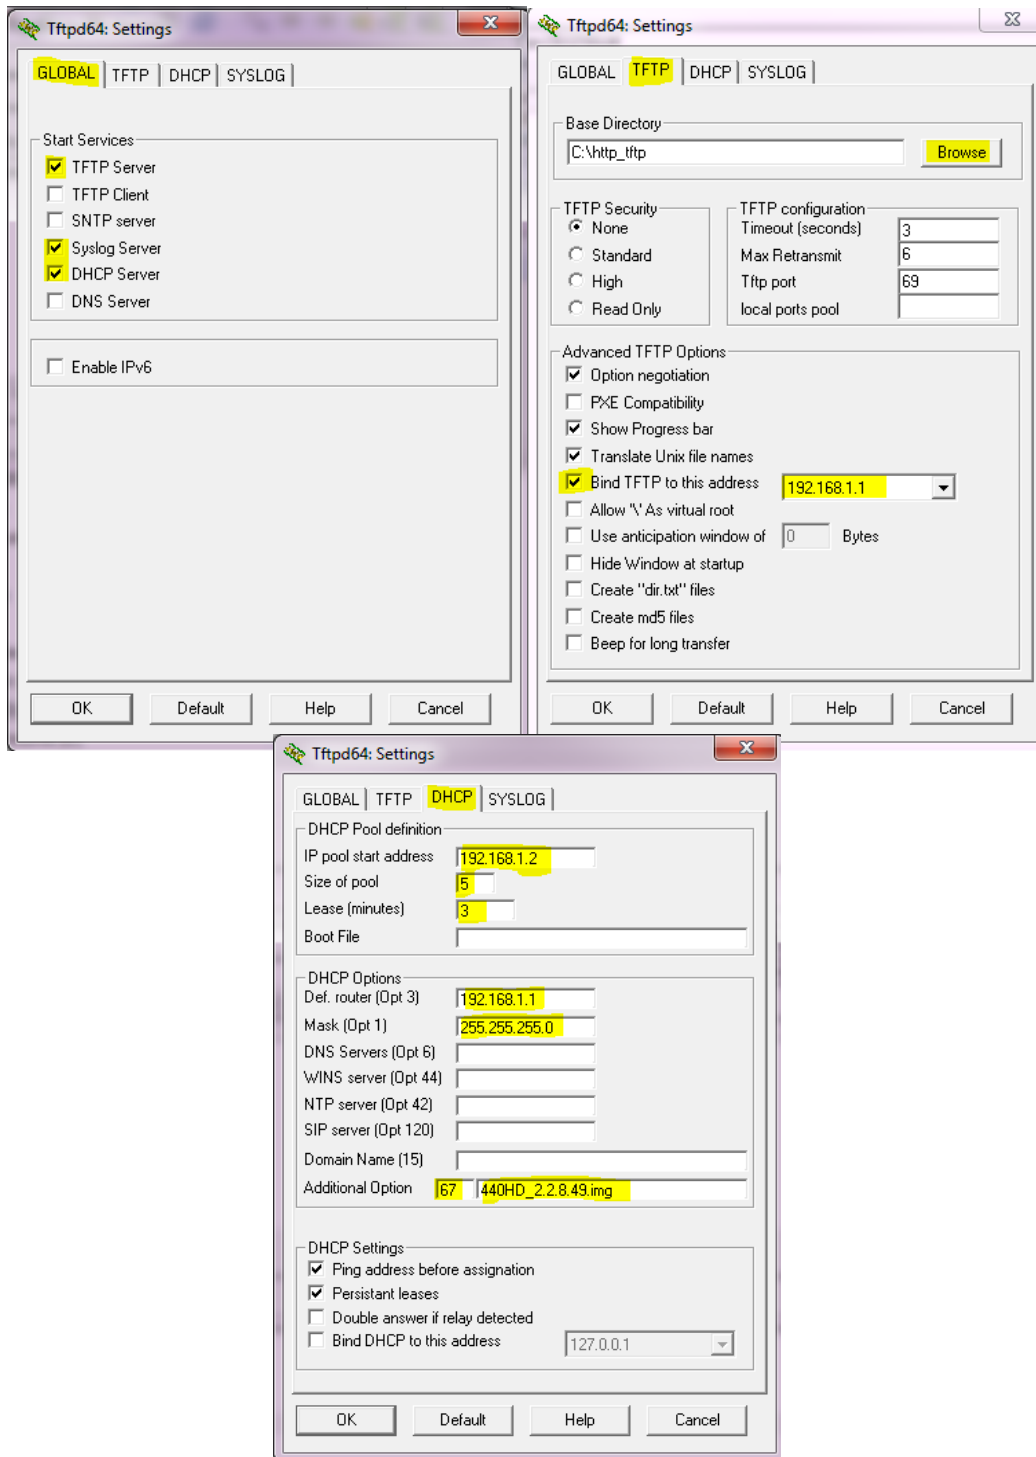 Tftpd64: Settings
GLOBAL TFTP DHCP SYSLOG
Start Services
TFTP Server
TFTP Client
SNTP server
Syslog Server
DHCP Server
DNS Server
Enable IPv6
OK Default Help Cancel
Tftpd64: Settings
GLOBAL TFTP DHCP SYSLOG
Base Directory
C:\http_tftp Browse
TFTP Security
None
Standard
High
Read Only
TFTP configuration
Timeout (seconds) 3
Max Retransmit 6
Tftp port 69
local ports pool
Advanced TFTP Options
Option negotiation
PXE Compatibility
Show Progress bar
Translate Unix file names
Bind TFTP to this address 192.168.1.1
Allow '\' As virtual root
Use anticipation window of 0 Bytes
Hide Window at startup
Create "dir.txt" files
Create md5 files
Beep for long transfer
OK Default Help Cancel
Tftpd64: Settings
GLOBAL TFTP DHCP SYSLOG
DHCP Pool definition
IP pool start address 192.168.1.2
Size of pool 5
Lease (minutes) 3
Boot File
DHCP Options
Def. router (Opt 3) 192.168.1.1
Mask (Opt 1) 255.255.255.0
DNS Servers (Opt 6)
WINS server (Opt 44)
NTP server (Opt 42)
SIP server (Opt 120)
Domain Name (15)
Additional Option 67 440HD_2.2.8.49.img
DHCP Settings
Ping address before assignation
Persistant leases
Double answer if relay detected
Bind DHCP to this address 127.0.0.1
OK Default Help Cancel